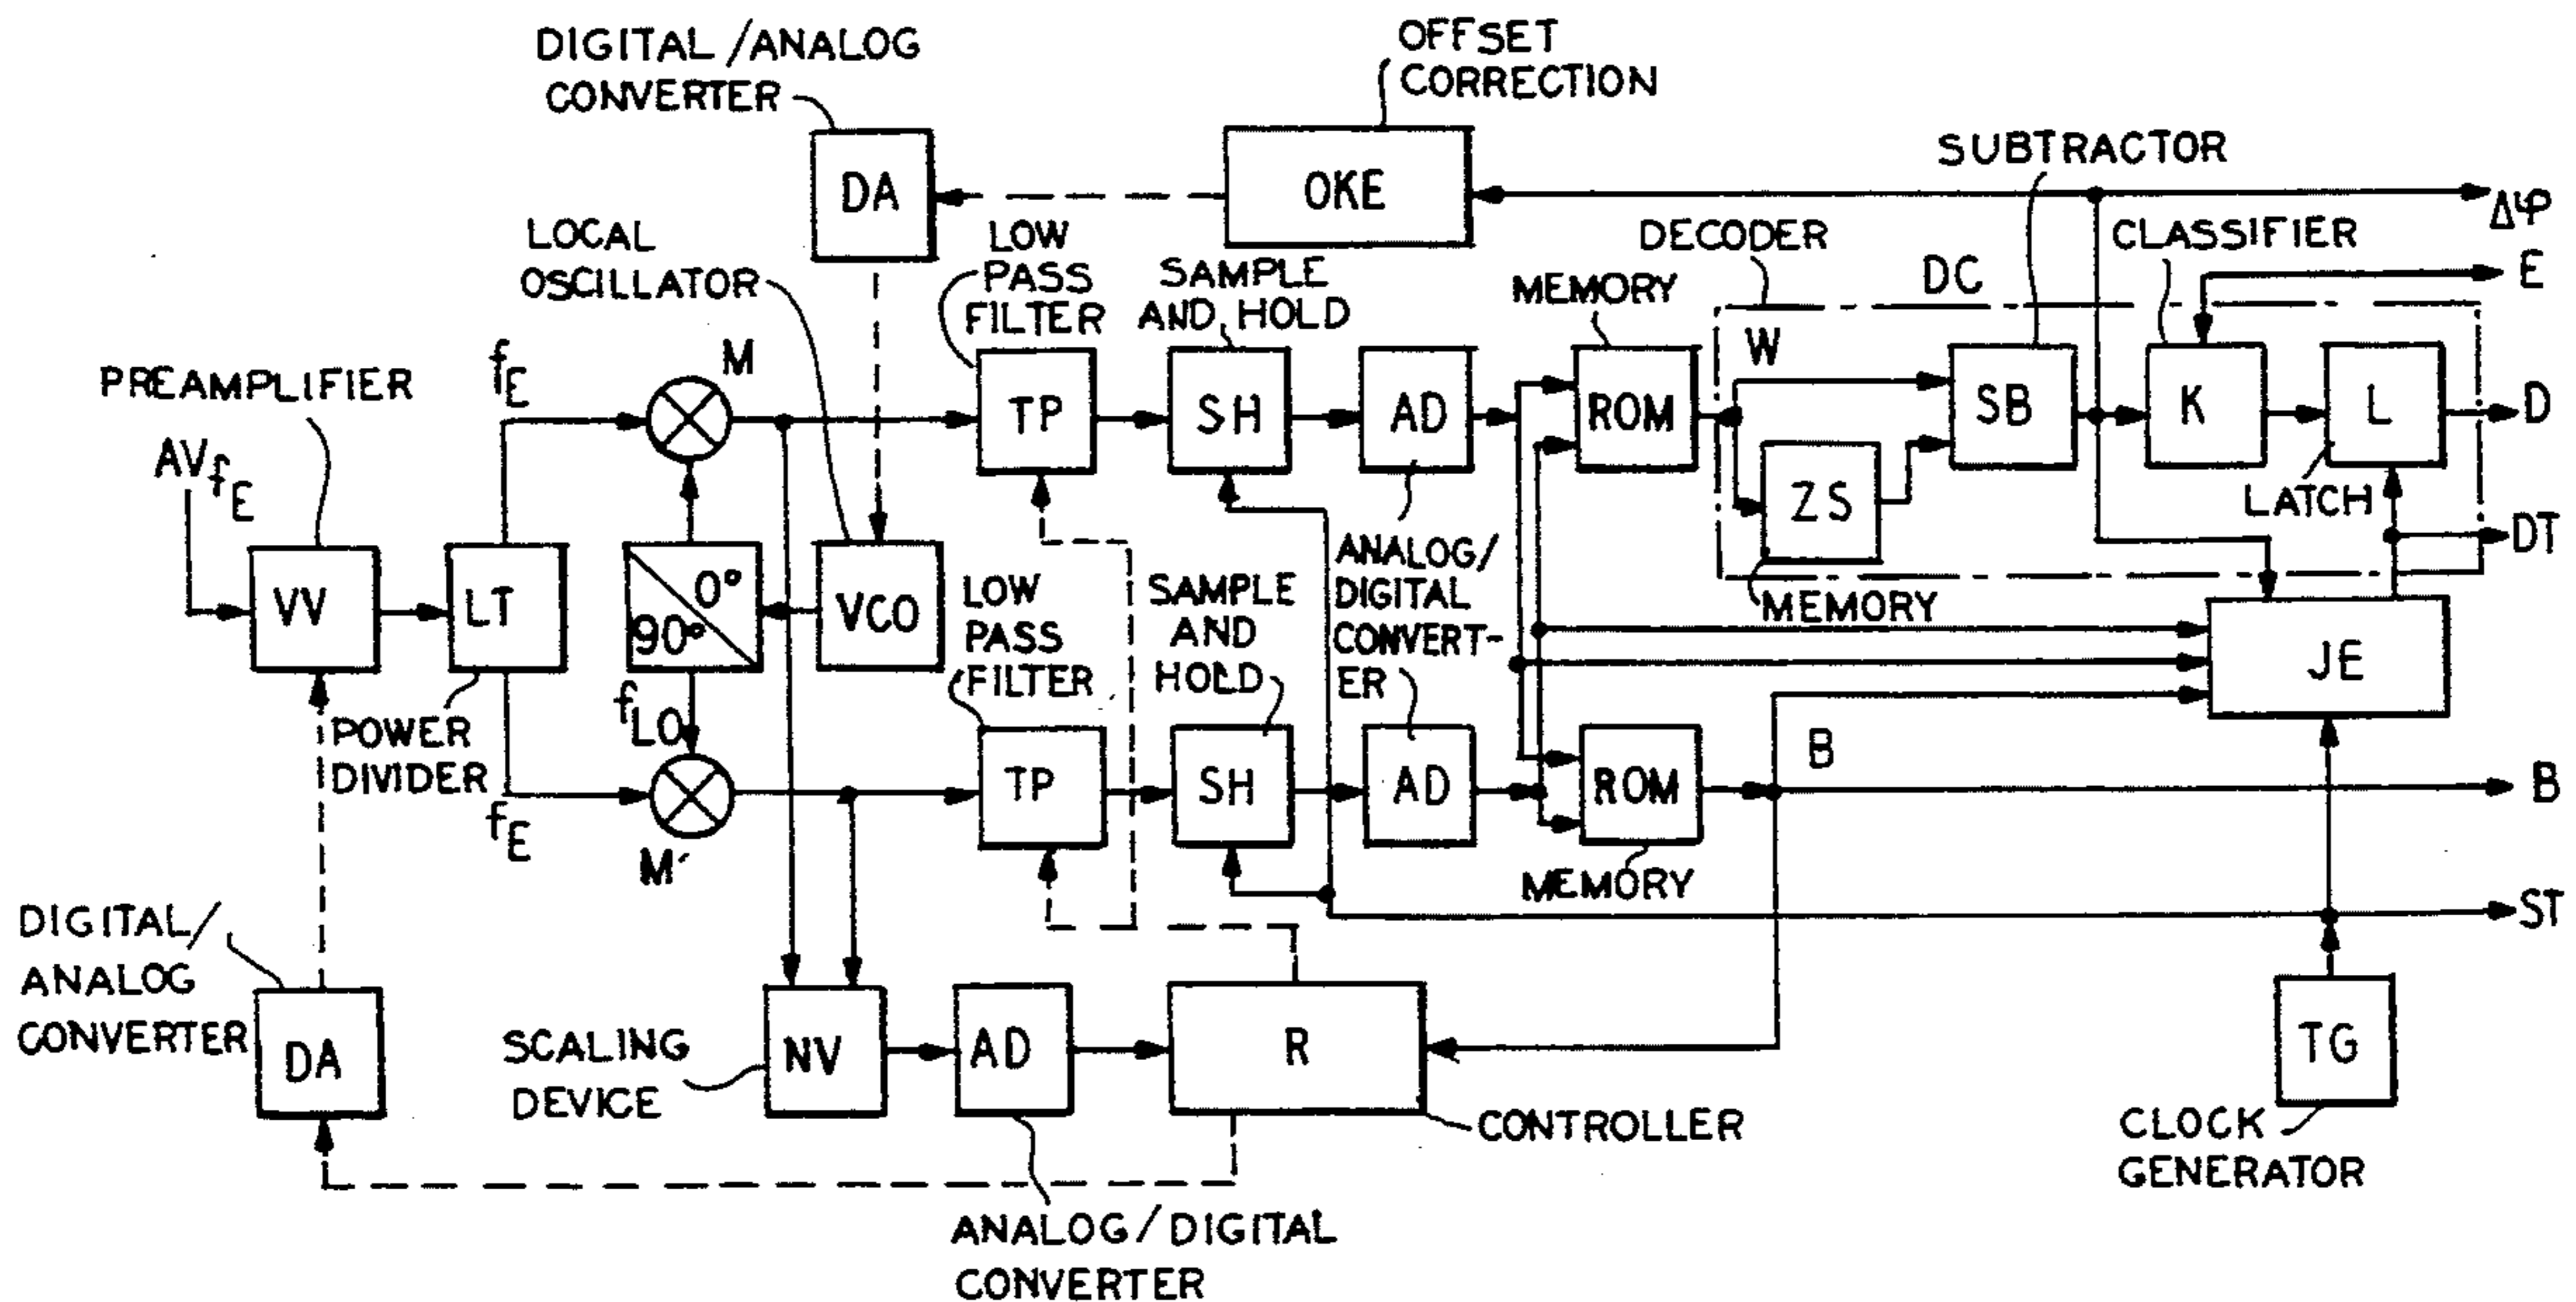 DIGITAL/ANALOG
CONVERTER
OFFSET
CORRECTION
DA
OKE
SUBTRACTOR
Δφ
LOCAL
OSCILLATOR
LOW
PASS
FILTER
SAMPLE
AND HOLD
MEMORY
DECODER
DC
CLASSIFIER
E
PREAMPLIFIER
fE
M
TP
SH
AD
ROM
W
SB
K
L
D
AV fE
ZS
LATCH
DT
VV
LT
0°
90°
VCO
LOW
PASS
FILTER
SAMPLE
AND
HOLD
ANALOG/
DIGITAL
CONVERT-
ER
MEMORY
JE
fLO
POWER
DIVIDER
fE
M'
TP
SH
AD
ROM
B
B
MEMORY
ST
DIGITAL/
ANALOG
CONVERTER
DA
SCALING
DEVICE
NV
AD
R
CONTROLLER
TG
CLOCK
GENERATOR
ANALOG/DIGITAL
CONVERTER